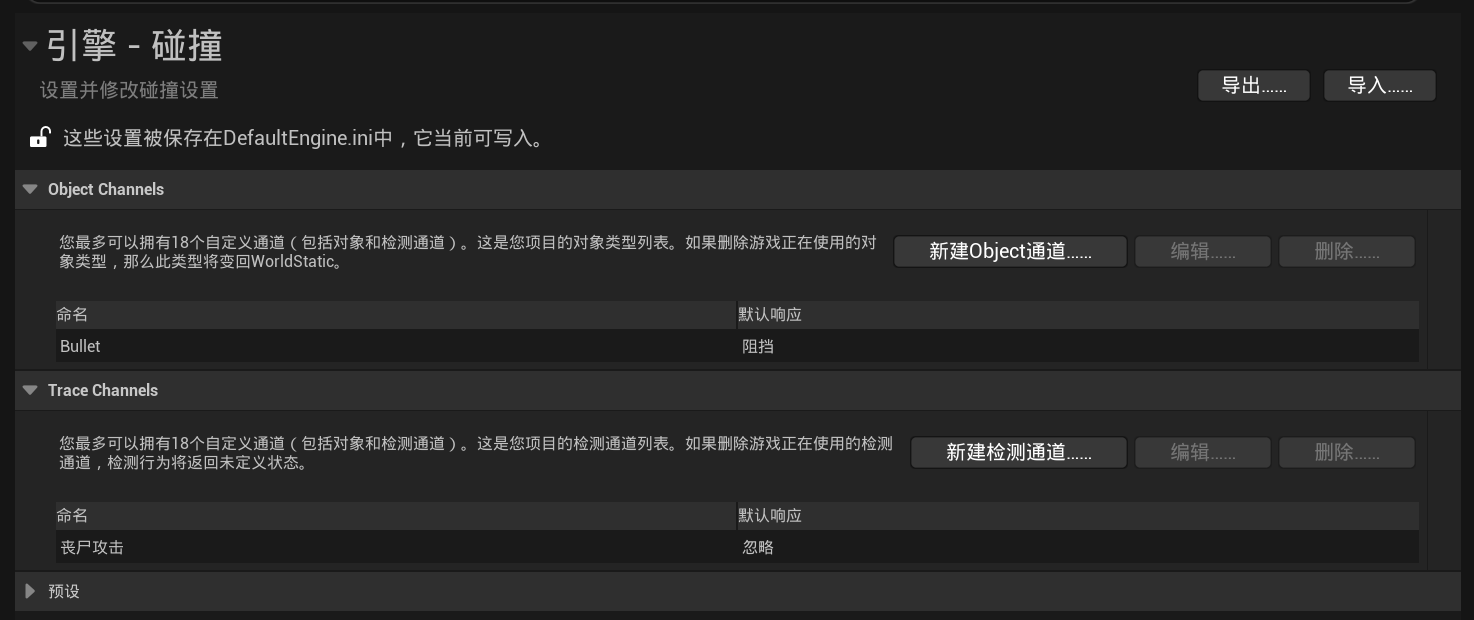 引擎 - 碰撞
设置并修改碰撞设置
导出......
导入......
这些设置被保存在DefaultEngine.ini中，它当前可写入。
Object Channels
您最多可以拥有18个自定义通道（包括对象和检测通道）。这是您项目的对象类型列表。如果删除游戏正在使用的对
象类型，那么此类型将变回WorldStatic。
新建Object通道......
编辑......
删除......
命名
默认响应
Bullet
阻挡
Trace Channels
您最多可以拥有18个自定义通道（包括对象和检测通道）。这是您项目的检测通道列表。如果删除游戏正在使用的检测
通道，检测行为将返回未定义状态。
新建检测通道......
编辑......
删除......
命名
默认响应
丧尸攻击
忽略
预设